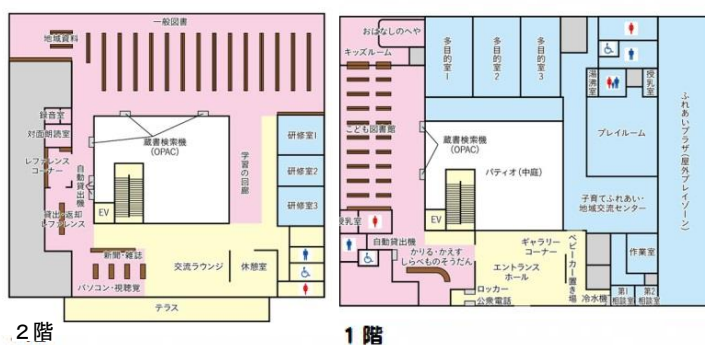 一般図書
地域資料
録音室
対面朗読室
レファレンス
コーナー
自動貸出機
貸出・返却
レファレンス
蔵書検索機
(OPAC)
学習の回廊
研修室1
研修室2
研修室3
EV
新聞・雑誌
パソコン・視聴覚
交流ラウンジ
休憩室
テラス
2階
おはなしのへや
キッズルーム
多目的室1
多目的室2
多目的室3
湯沸室
授乳室
こども図書館
蔵書検索機
(OPAC)
パティオ(中庭)
プレイルーム
ふれあいプラザ(屋外プレイゾーン)
子育てふれあい・
地域交流センター
授乳室
EV
自動貸出機
かりる・かえす
しらべものそうだん
ギャラリー
コーナー
エントランス
ホール
ベビーカー置き場
作業室
ロッカー
公衆電話
冷水機
第1
相談室
第2
相談室
1階